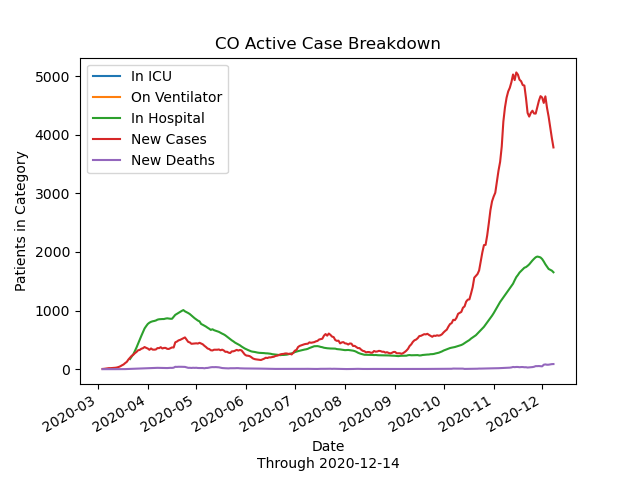 CO Active Case Breakdown
In ICU
On Ventilator
In Hospital
New Cases
New Deaths
Patients in Category
5000
4000
3000
2000
1000
0
2020-03
2020-04
2020-05
2020-06
2020-07
2020-08
2020-09
2020-10
2020-11
2020-12
Date
Through 2020-12-14